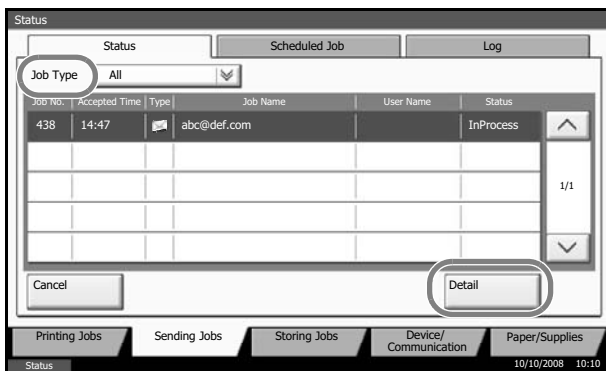 Status
Status Scheduled Job Log
Job Type All
Job No. Accepted Time Type Job Name User Name Status
438 14:47 abc@def.com InProcess
1/1
Cancel Detail
Printing Jobs Sending Jobs Storing Jobs Device/
Communication Paper/Supplies
Status 10/10/2008 10:10